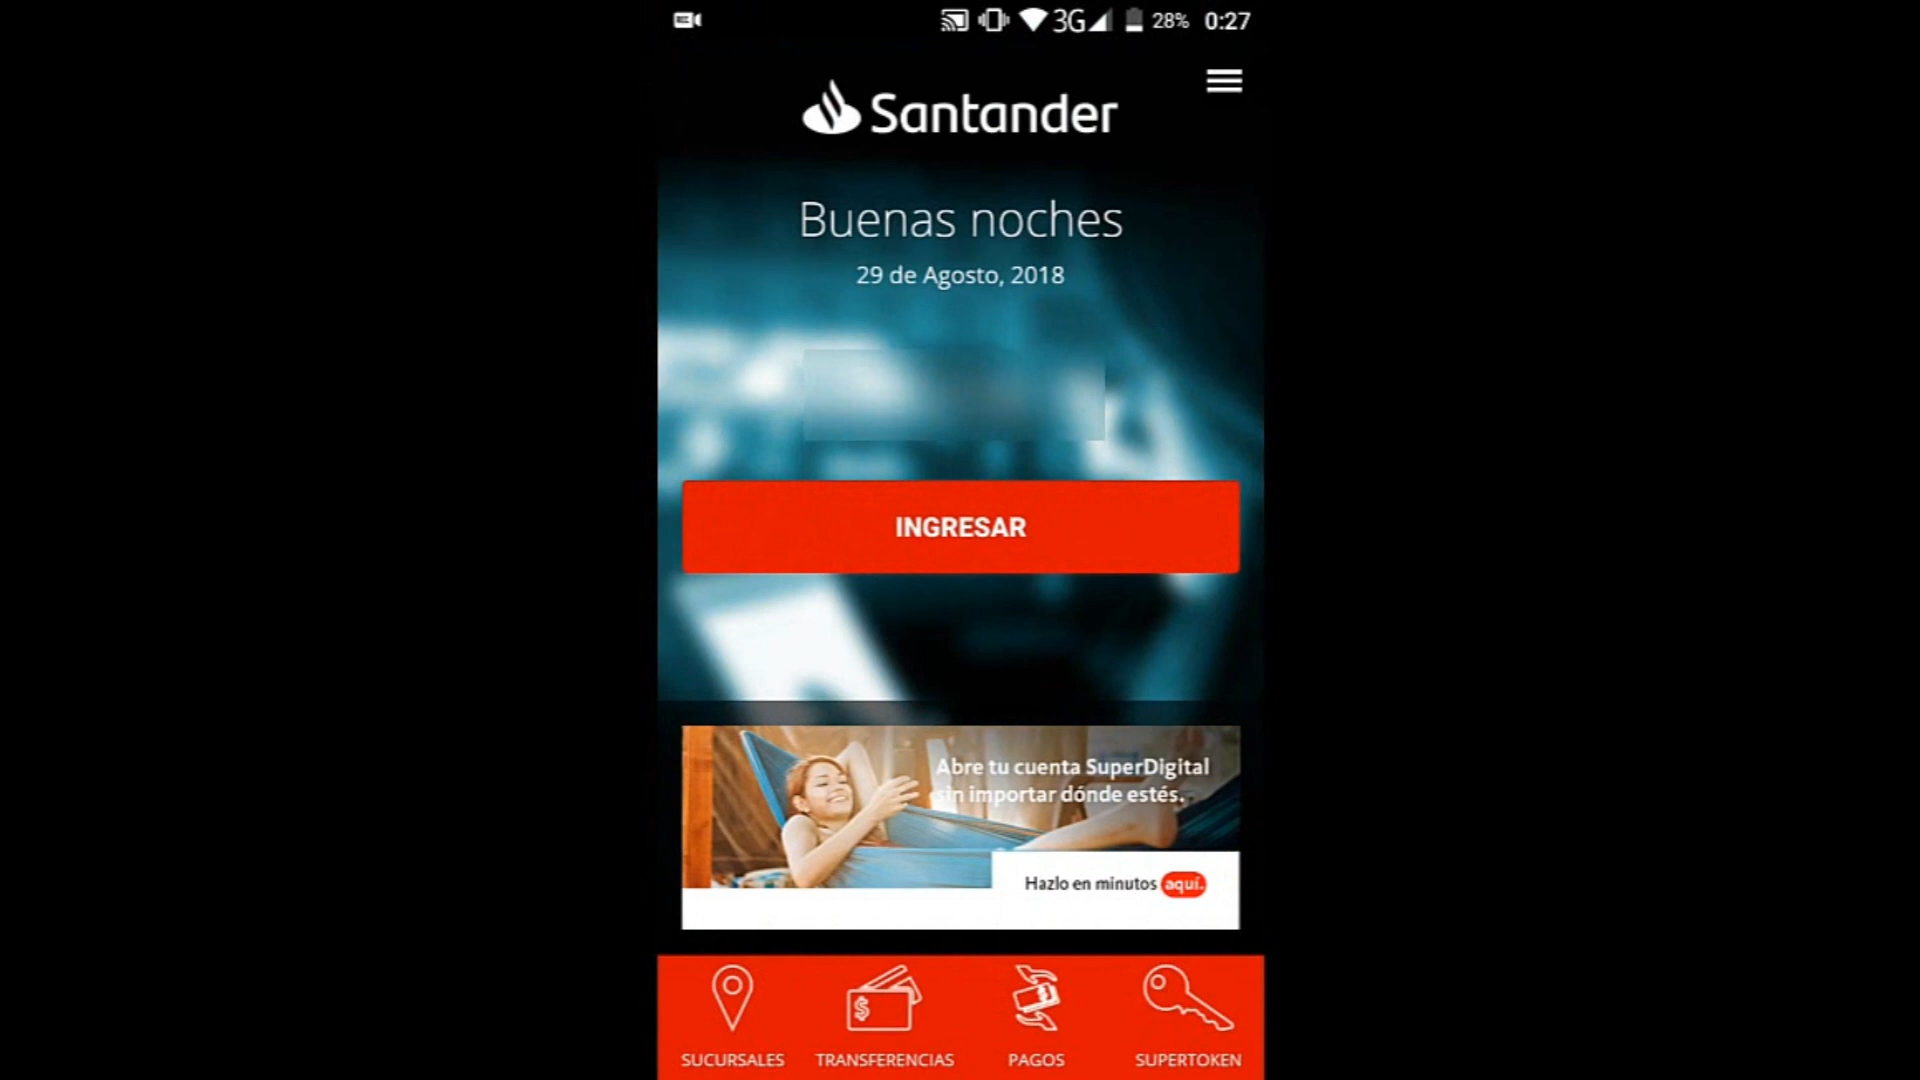 3G 28% 0:27
Santander
Buenas noches
29 de Agosto, 2018
INGRESAR
Abre tu cuenta SuperDigital
sin importar dónde estés.
Hazlo en minutos aquí.
SUCURSALES TRANSFERENCIAS PAGOS SUPERTOKEN